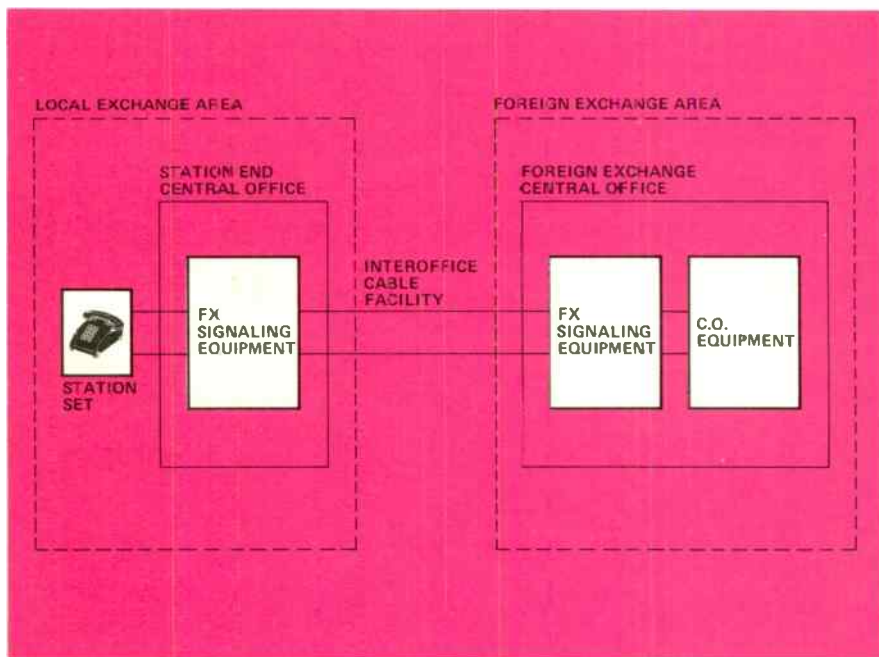 LOCAL EXCHANGE AREA
FOREIGN EXCHANGE AREA
STATION END
CENTRAL OFFICE
FOREIGN EXCHANGE
CENTRAL OFFICE
INTEROFFICE
CABLE
FACILITY
FX
SIGNALING
EQUIPMENT
FX
SIGNALING
EQUIPMENT
C.O.
EQUIPMENT
STATION
SET